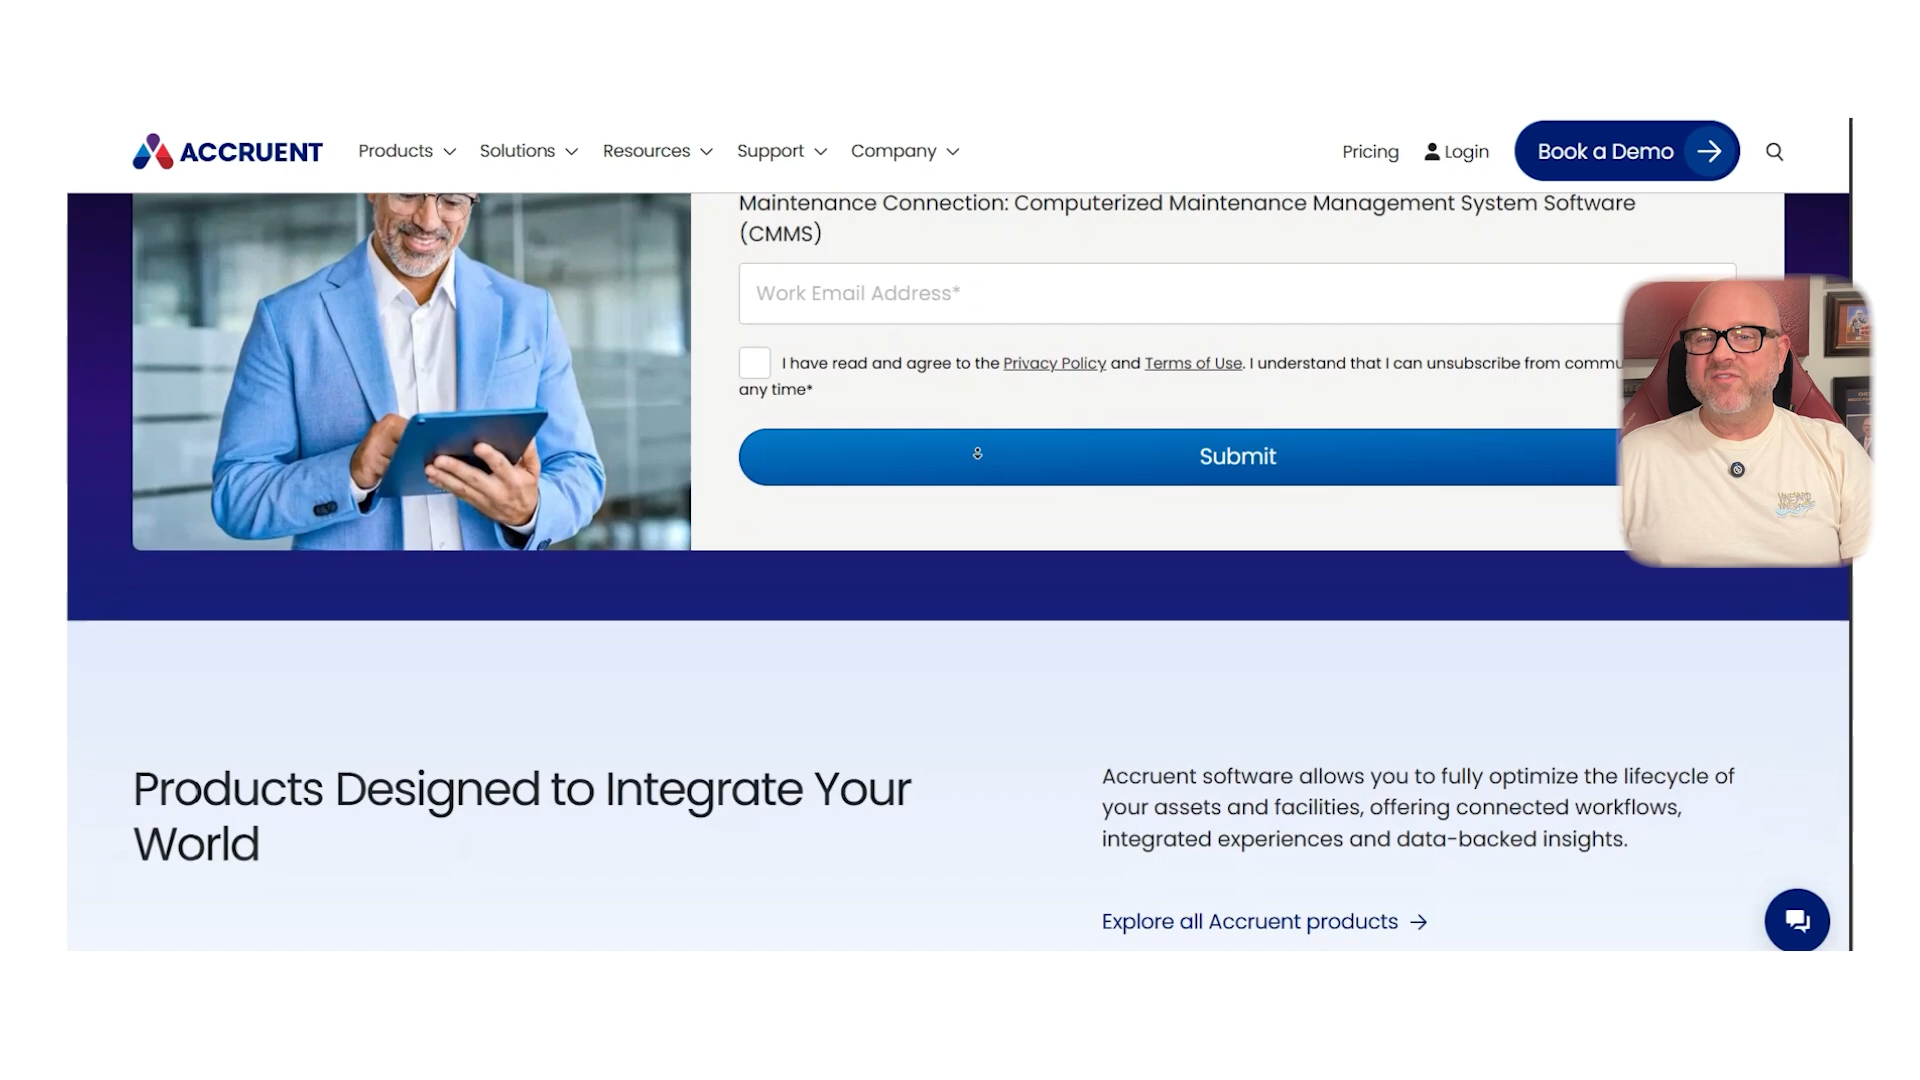 ACCRUENT
Products
Solutions
Resources
Support
Company
Pricing
Login
Book a Demo
Maintenance Connection: Computerized Maintenance Management System Software
(CMMS)
Work Email Address*
I have read and agree to the Privacy Policy and Terms of Use. I understand that I can unsubscribe from
any time*
Submit
Products Designed to Integrate Your
World
Accruent software allows you to fully optimize the lifecycle of
your assets and facilities, offering connected workflows,
integrated experiences and data-backed insights.
Explore all Accruent products